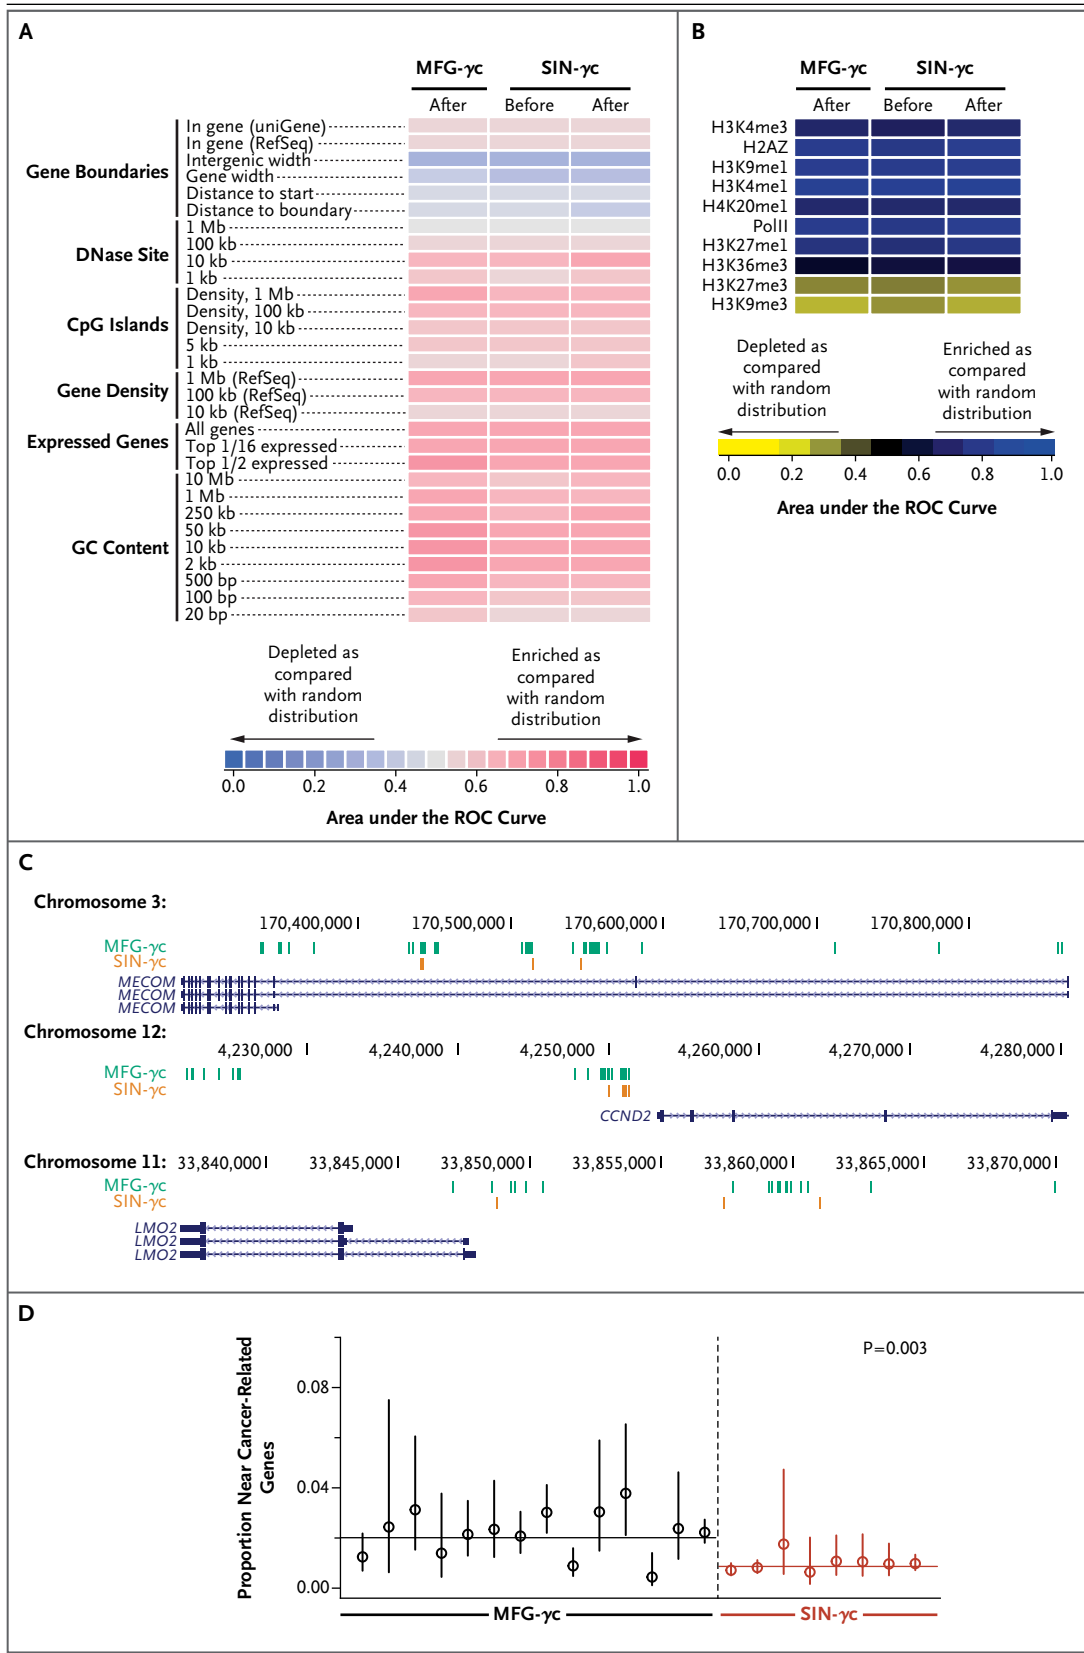 A
MFG-γc SIN-γc
After Before After
Gene Boundaries
In gene (uniGene)
In gene (RefSeq)
Intergenic width
Gene width
Distance to start
Distance to boundary
DNase Site
1 Mb
100 kb
10 kb
1 kb
CpG Islands
Density, 1 Mb
Density, 100 kb
Density, 10 kb
5 kb
1 kb
Gene Density
1 Mb (RefSeq)
100 kb (RefSeq)
10 kb (RefSeq)
Expressed Genes
All genes
Top 1/16 expressed
Top 1/2 expressed
GC Content
10 Mb
1 Mb
250 kb
50 kb
10 kb
2 kb
500 bp
100 bp
20 bp
Depleted as
compared
with random
distribution
Enriched as
compared
with random
distribution
0.0 0.2 0.4 0.6 0.8 1.0
Area under the ROC Curve
B
MFG-γc SIN-γc
After Before After
H3K4me3
H2AZ
H3K9me1
H3K4me1
H4K20me1
PolII
H3K27me1
H3K36me3
H3K27me3
H3K9me3
Depleted as
compared
with random
distribution
Enriched as
compared
with random
distribution
0.0 0.2 0.4 0.6 0.8 1.0
Area under the ROC Curve
C
Chromosome 3:
170,400,000 170,500,000 170,600,000 170,700,000 170,800,000
MFG-γc
SIN-γc
MECOM
MECOM
MECOM
Chromosome 12:
4,230,000 4,240,000 4,250,000 4,260,000 4,270,000 4,280,000
MFG-γc
SIN-γc
CCND2
Chromosome 11:
33,840,000 33,845,000 33,850,000 33,855,000 33,860,000 33,865,000 33,870,000
MFG-γc
SIN-γc
LMO2
LMO2
LMO2
D
Proportion Near Cancer-Related
Genes
P=0.003
0.08
0.04
0.00
MFG-γc SIN-γc